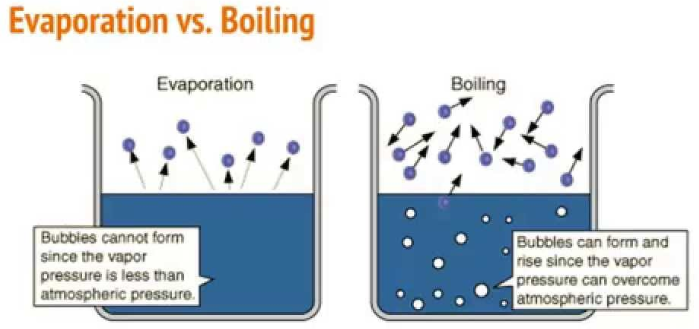 Evaporation vs. Boiling
Evaporation
Boiling
Bubbles cannot form
since the vapor
pressure is less than
atmospheric pressure.
Bubbles can form and
rise since the vapor
pressure can overcome
atmospheric pressure.